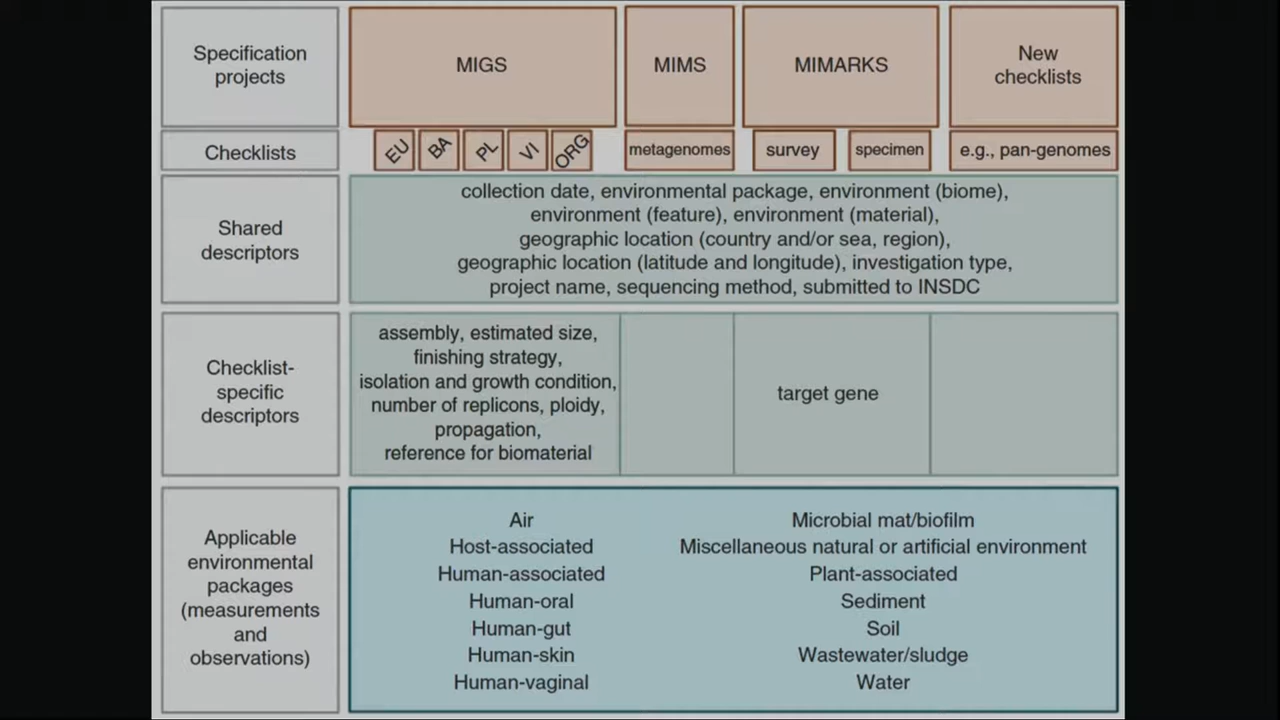 Specification
projects
MIGS
MIMS
MIMARKS
New
checklists
Checklists
EU
BA
PL
VI
ORG
metagenomes
survey
specimen
e.g., pan-genomes
Shared
descriptors
collection date, environmental package, environment (biome),
environment (feature), environment (material),
geographic location (country and/or sea, region),
geographic location (latitude and longitude), investigation type,
project name, sequencing method, submitted to INSDC
Checklist-
specific
descriptors
assembly, estimated size,
finishing strategy,
isolation and growth condition,
number of replicons, ploidy,
propagation,
reference for biomaterial
target gene
Applicable
environmental
packages
(measurements
and
observations)
Air
Host-associated
Human-associated
Human-oral
Human-gut
Human-skin
Human-vaginal
Microbial mat/biofilm
Miscellaneous natural or artificial environment
Plant-associated
Sediment
Soil
Wastewater/sludge
Water